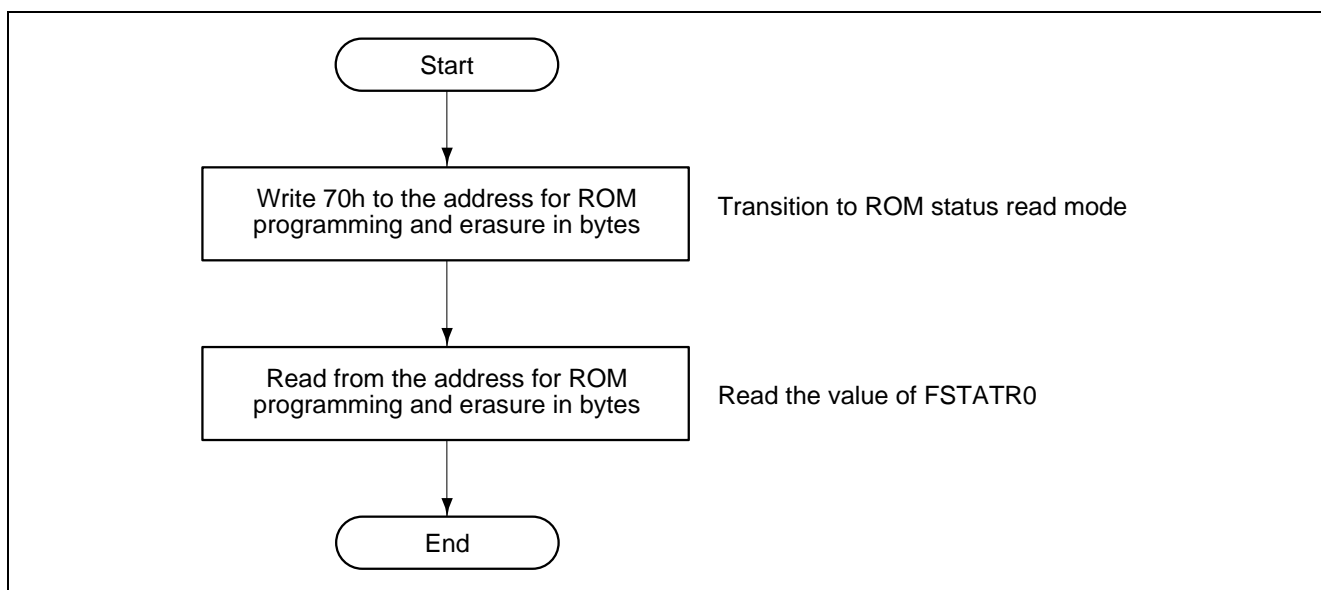 Start
Write 70h to the address for ROM
programming and erasure in bytes
Transition to ROM status read mode
Read from the address for ROM
programming and erasure in bytes
Read the value of FSTATR0
End